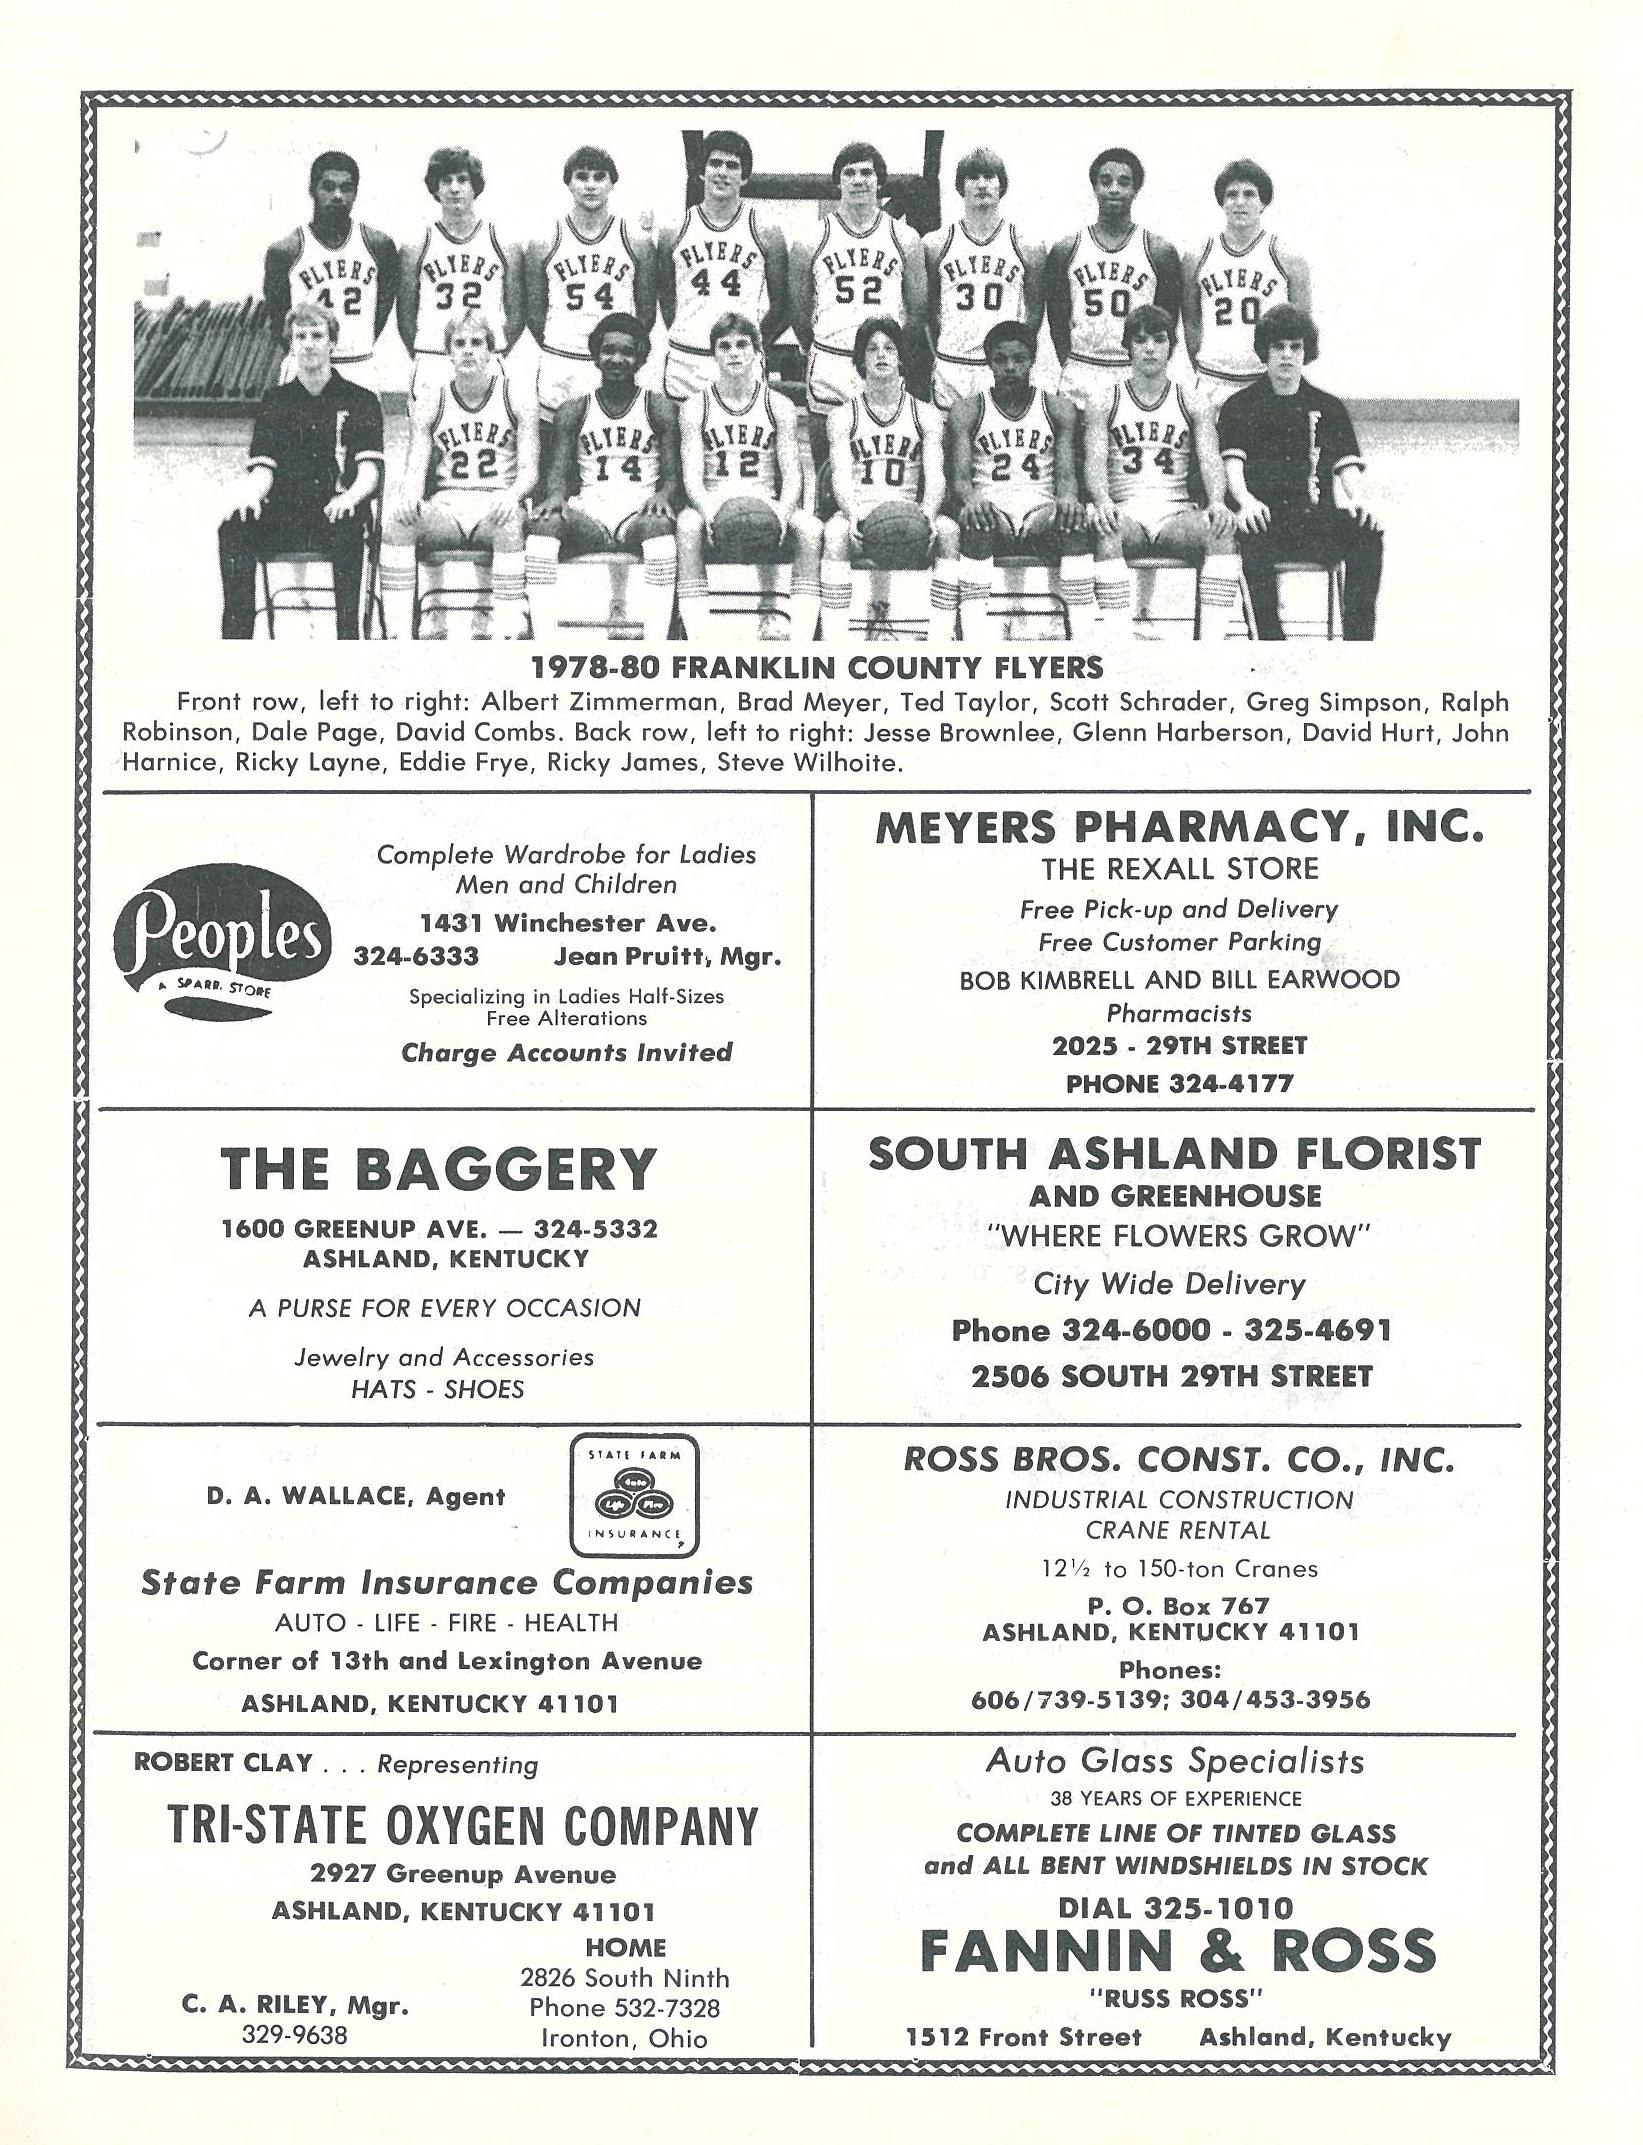 FLYERS
42
FLYERS
32
FLYERS
54
FLYERS
44
FLYERS
52
FLYERS
30
FLYERS
50
FLYERS
20
FLYERS
22
FLYERS
14
FLYERS
12
FLYERS
10
FLYERS
24
FLYERS
34
1978-80 FRANKLIN COUNTY FLYERS
Front row, left to right: Albert Zimmerman, Brad Meyer, Ted Taylor, Scott Schrader, Greg Simpson, Ralph
Robinson, Dale Page, David Combs. Back row, left to right: Jesse Brownlee, Glenn Harberson, David Hurt, John
Harnice, Ricky Layne, Eddie Frye, Ricky James, Steve Wilhoite.
Peoples
A SPARR. STORE
Complete Wardrobe for Ladies
Men and Children
1431 Winchester Ave.
324-6333 Jean Pruitt, Mgr.
Specializing in Ladies Half-Sizes
Free Alterations
Charge Accounts Invited
MEYERS PHARMACY, INC.
THE REXALL STORE
Free Pick-up and Delivery
Free Customer Parking
BOB KIMBRELL AND BILL EARWOOD
Pharmacists
2025 - 29TH STREET
PHONE 324-4177
THE BAGGERY
1600 GREENUP AVE. — 324-5332
ASHLAND, KENTUCKY
A PURSE FOR EVERY OCCASION
Jewelry and Accessories
HATS - SHOES
SOUTH ASHLAND FLORIST
AND GREENHOUSE
"WHERE FLOWERS GROW"
City Wide Delivery
Phone 324-6000 - 325-4691
2506 SOUTH 29TH STREET
D. A. WALLACE, Agent
STATE FARM
Auto
Life Fire
INSURANCE
State Farm Insurance Companies
AUTO - LIFE - FIRE - HEALTH
Corner of 13th and Lexington Avenue
ASHLAND, KENTUCKY 41101
ROSS BROS. CONST. CO., INC.
INDUSTRIAL CONSTRUCTION
CRANE RENTAL
12½ to 150-ton Cranes
P. O. Box 767
ASHLAND, KENTUCKY 41101
Phones:
606/739-5139; 304/453-3956
ROBERT CLAY . . . Representing
TRI-STATE OXYGEN COMPANY
2927 Greenup Avenue
ASHLAND, KENTUCKY 41101
C. A. RILEY, Mgr.
329-9638
HOME
2826 South Ninth
Phone 532-7328
Ironton, Ohio
Auto Glass Specialists
38 YEARS OF EXPERIENCE
COMPLETE LINE OF TINTED GLASS
and ALL BENT WINDSHIELDS IN STOCK
DIAL 325-1010
FANNIN & ROSS
"RUSS ROSS"
1512 Front Street Ashland, Kentucky